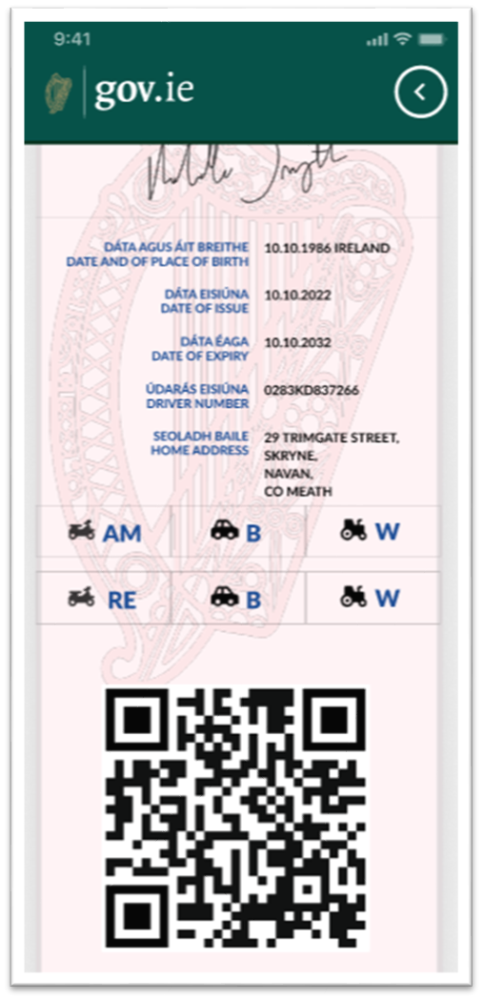 9:41
gov.ie
DÁTA AGUS ÁIT BREITHE
DATE AND OF PLACE OF BIRTH
10.10.1986 IRELAND
DÁTA EISIÚNA
DATE OF ISSUE
10.10.2022
DÁTA ÉAGA
DATE OF EXPIRY
10.10.2032
ÚDARÁS EISIÚNA
DRIVER NUMBER
0283KD837266
SEOLADH BAILE
HOME ADDRESS
29 TRIMGATE STREET,
SKRYNE,
NAVAN,
CO MEATH
AM B W
RE B W